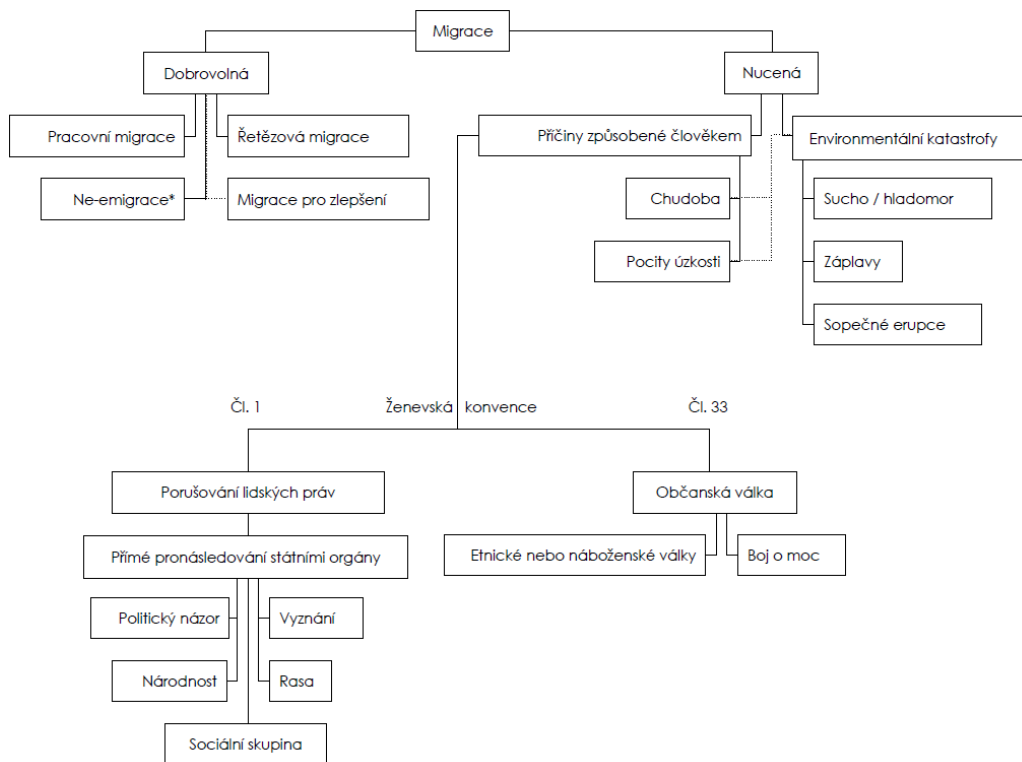 Migrace
Dobrovolná
Nucená
Pracovní migrace
Řetězová migrace
Příčiny způsobené člověkem
Environmentální katastrofy
Ne-emigrace*
Migrace pro zlepšení
Chudoba
Sucho / hladomor
Pocity úzkosti
Záplavy
Sopečné erupce
Čl. 1
Ženevská konvence
Čl. 33
Porušování lidských práv
Občanská válka
Přímé pronásledování státními orgány
Etnické nebo náboženské války
Boj o moc
Politický názor
Vyznání
Národnost
Rasa
Sociální skupina